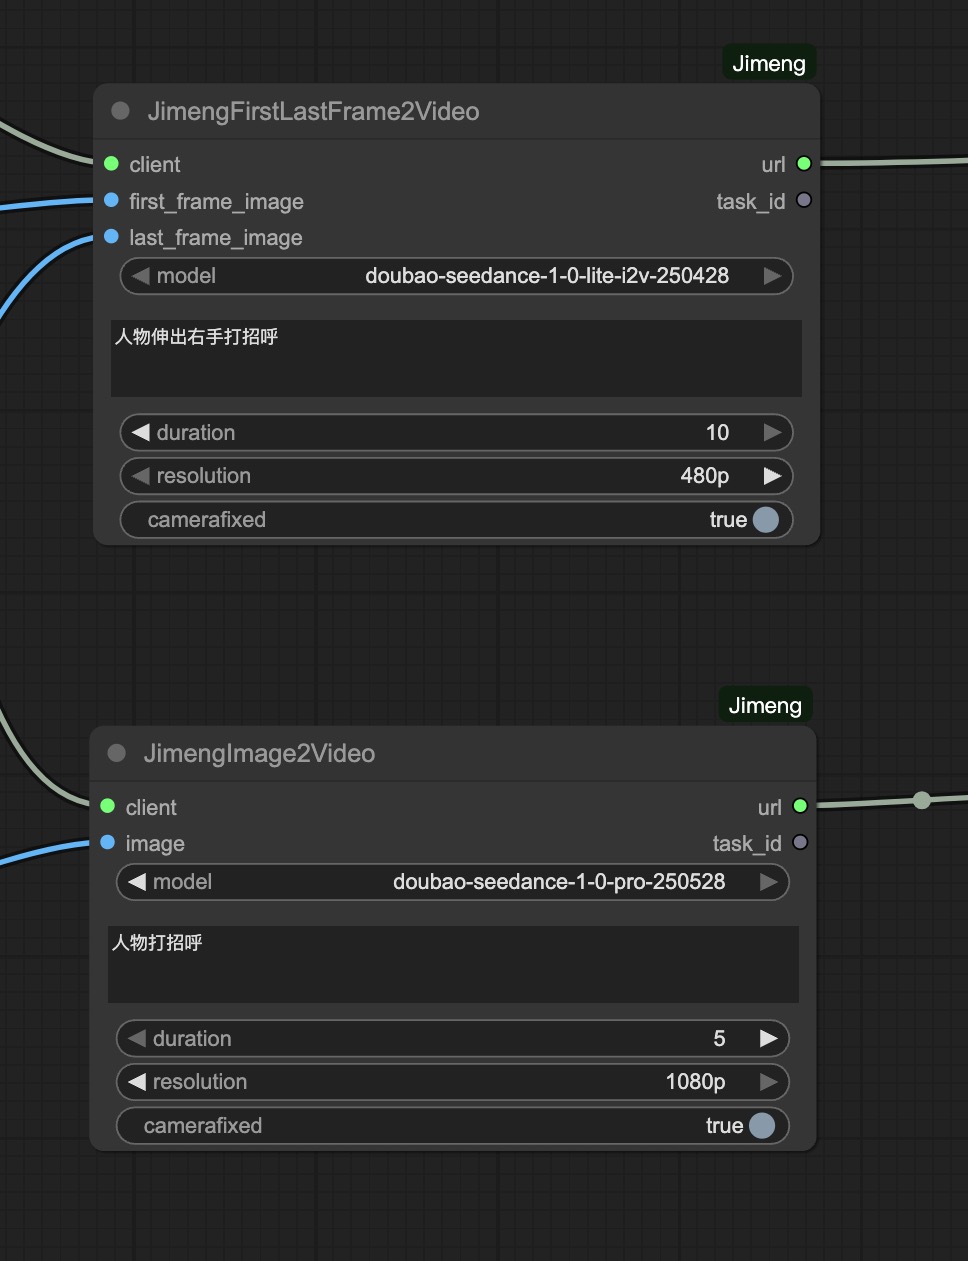 Jimeng
JimengFirstLastFrame2Video
client url
first_frame_image task_id
last_frame_image
model doubao-seedance-1-0-lite-i2v-250428
人物伸出右手打招呼
duration 10
resolution 480p
camerafixed true
Jimeng
JimengImage2Video
client url
image task_id
model doubao-seedance-1-0-pro-250528
人物打招呼
duration 5
resolution 1080p
camerafixed true